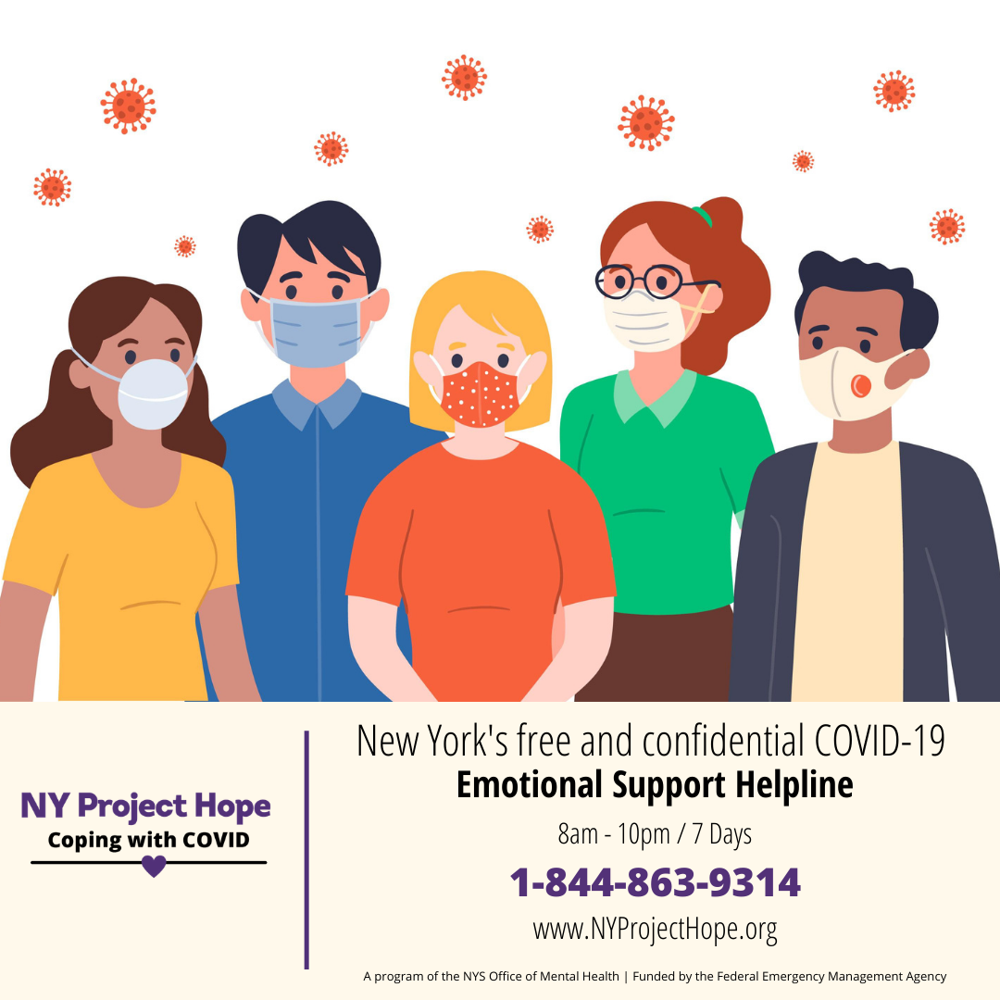 NY Project Hope
Coping with COVID
New York's free and confidential COVID-19
Emotional Support Helpline
8am - 10pm / 7 Days
1-844-863-9314
www.NYProjectHope.org
A program of the NYS Office of Mental Health | Funded by the Federal Emergency Management Agency